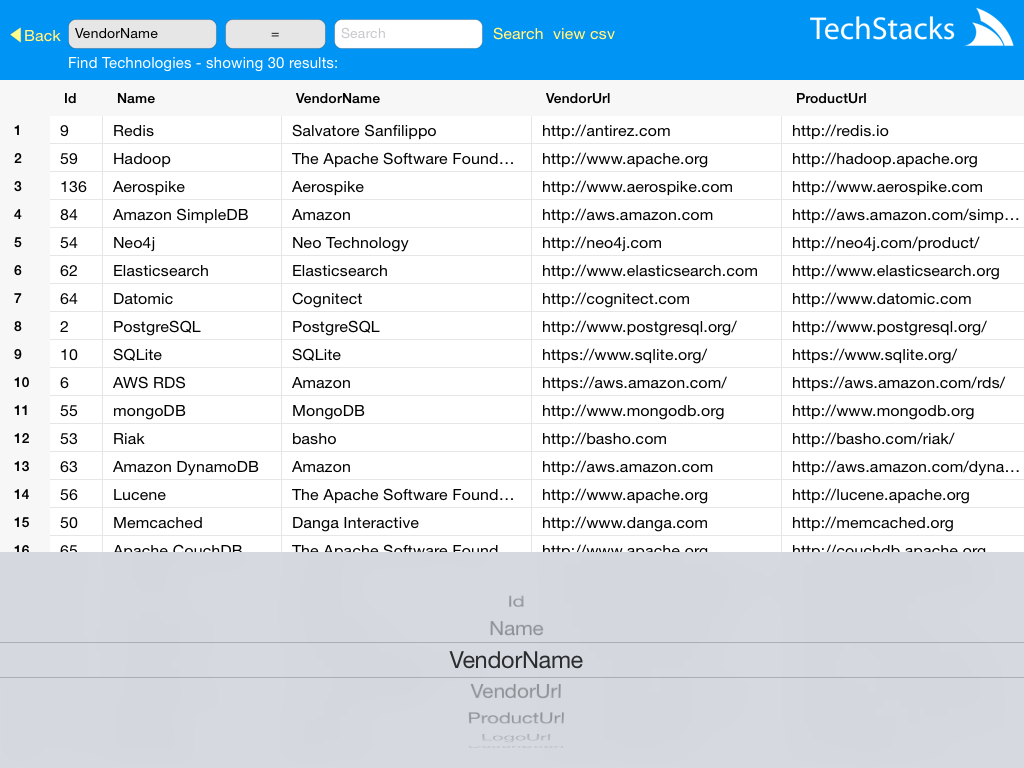 Back VendorName = Search Search view csv TechStacks
Find Technologies - showing 30 results:
Id Name VendorName VendorUrl ProductUrl
1 9 Redis Salvatore Sanfilippo http://antirez.com http://redis.io
2 59 Hadoop The Apache Software Found… http://www.apache.org http://hadoop.apache.org
3 136 Aerospike Aerospike http://www.aerospike.com http://www.aerospike.com
4 84 Amazon SimpleDB Amazon http://aws.amazon.com http://aws.amazon.com/simp…
5 54 Neo4j Neo Technology http://neo4j.com http://neo4j.com/product/
6 62 Elasticsearch Elasticsearch http://www.elasticsearch.com http://www.elasticsearch.org
7 64 Datomic Cognitect http://cognitect.com http://www.datomic.com
8 2 PostgreSQL PostgreSQL http://www.postgresql.org/ http://www.postgresql.org/
9 10 SQLite SQLite https://www.sqlite.org/ https://www.sqlite.org/
10 6 AWS RDS Amazon https://aws.amazon.com/ https://aws.amazon.com/rds/
11 55 mongoDB MongoDB http://www.mongodb.org http://www.mongodb.org
12 53 Riak basho http://basho.com http://basho.com/riak/
13 63 Amazon DynamoDB Amazon http://aws.amazon.com http://aws.amazon.com/dyna…
14 56 Lucene The Apache Software Found… http://www.apache.org http://lucene.apache.org
15 50 Memcached Danga Interactive http://www.danga.com http://memcached.org
16 65 Apache CouchDB The Apache Software Found… http://www.apache.org http://couchdb.apache.org
Id
Name
VendorName
VendorUrl
ProductUrl
LogoUrl